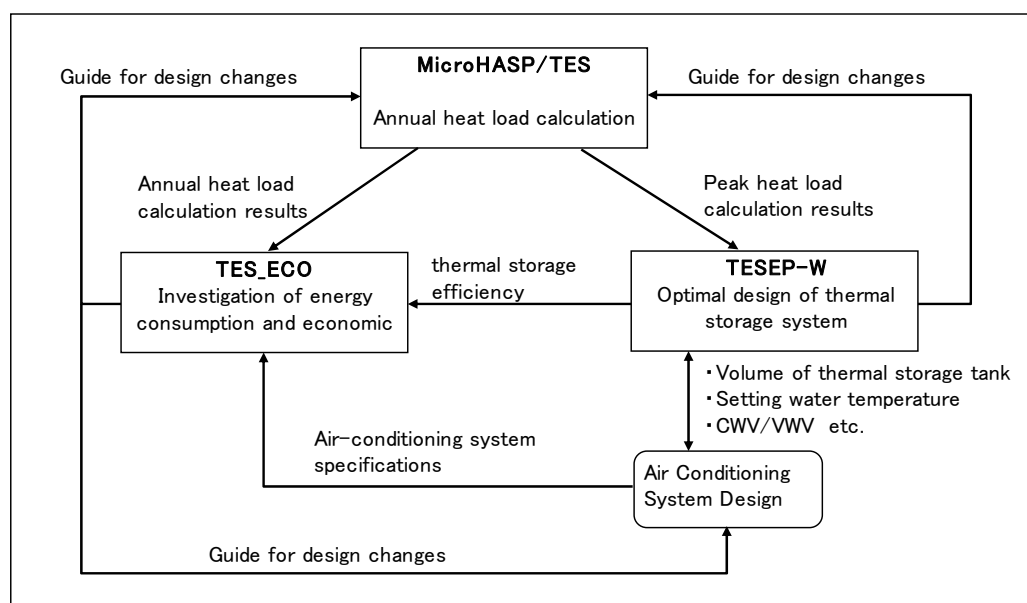 MicroHASP/TES
Guide for design changes
Guide for design changes
Annual heat load calculation
Annual heat load
calculation results
Peak heat load
calculation results
TES_ECO
Investigation of energy
consumption and economic
thermal storage
efficiency
TESEP-W
Optimal design of thermal
storage system
・Volume of thermal storage tank
・Setting water temperature
・CWV/VWV etc.
Air-conditioning system
specifications
Air Conditioning
System Design
Guide for design changes